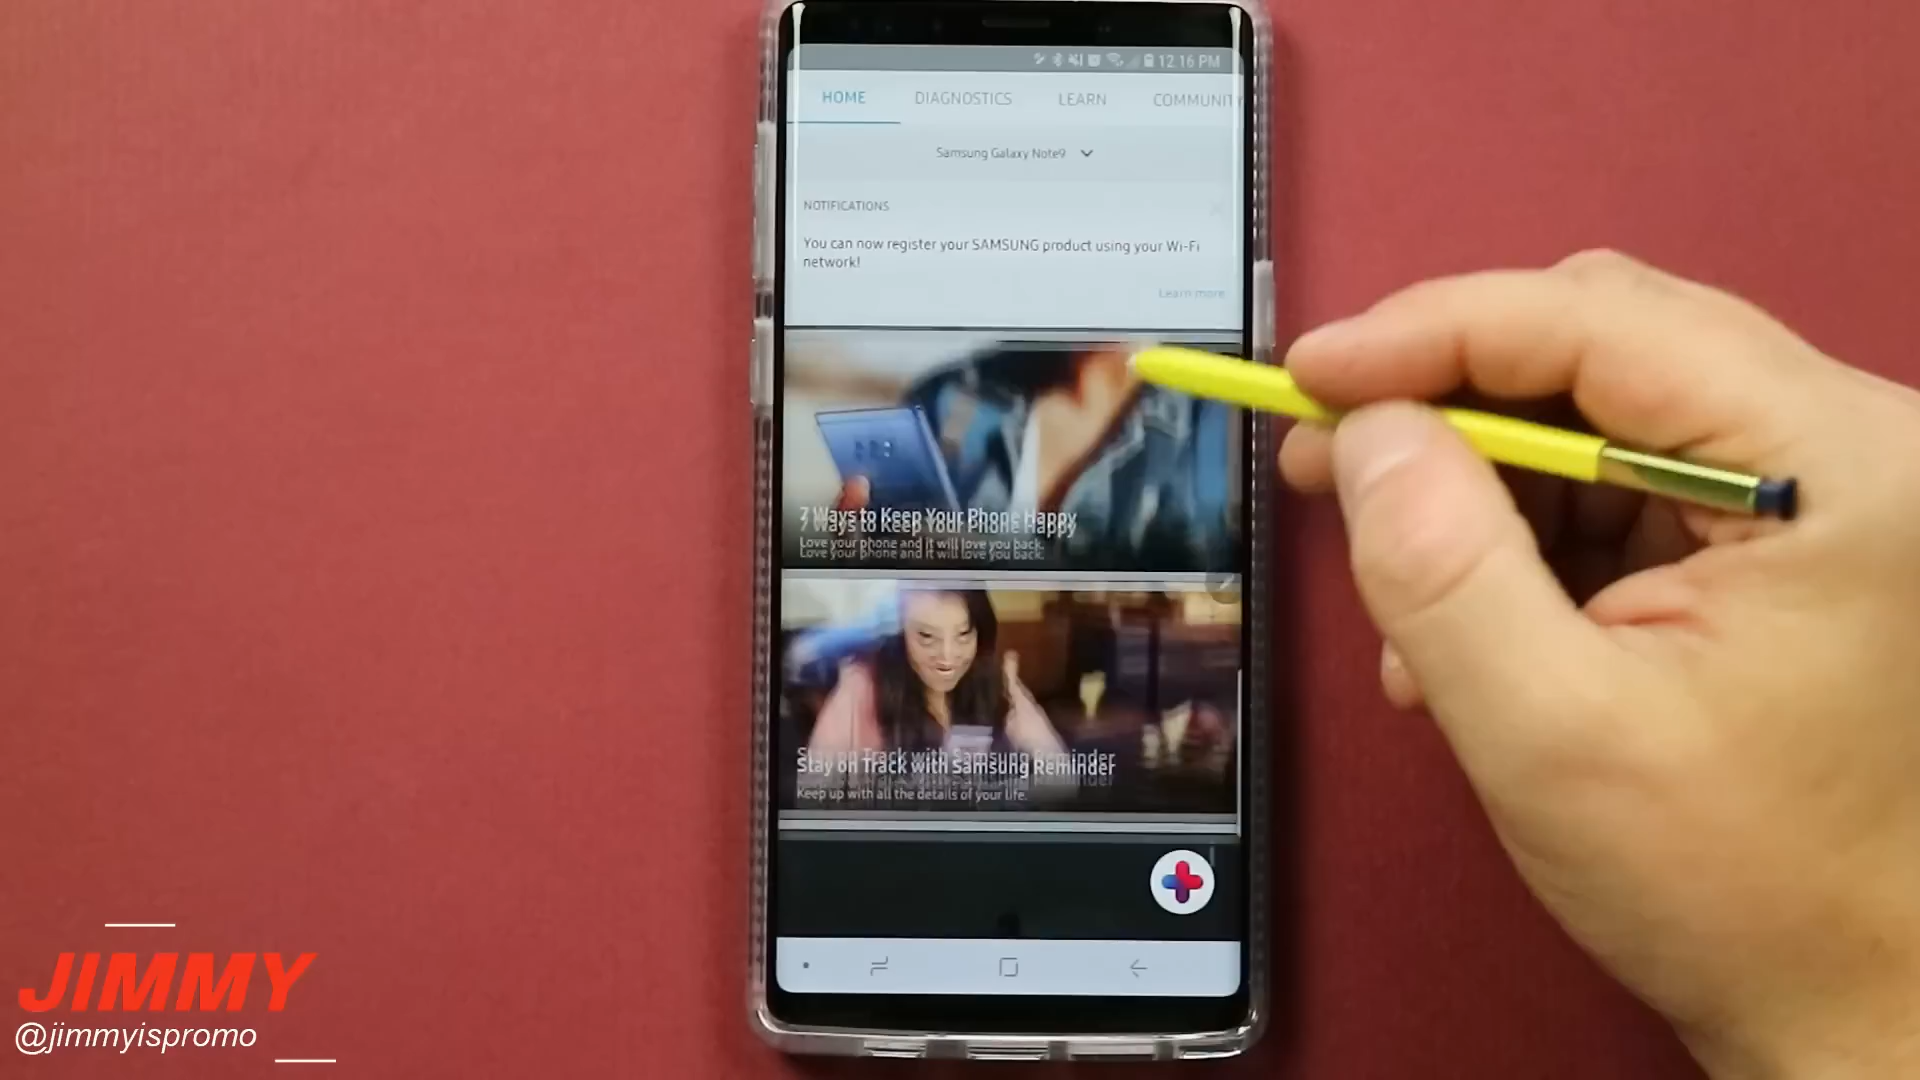 12:16 PM
HOME DIAGNOSTICS LEARN COMMUNITY
Samsung Galaxy Note9
NOTIFICATIONS
You can now register your SAMSUNG product using your Wi-Fi
network!
Learn more
7 Ways to Keep Your Phone Happy
Love your phone and it will love you back.
Stay on Track with Samsung Reminder
Keep up with all the details of your life.
JIMMY
@jimmyispromo